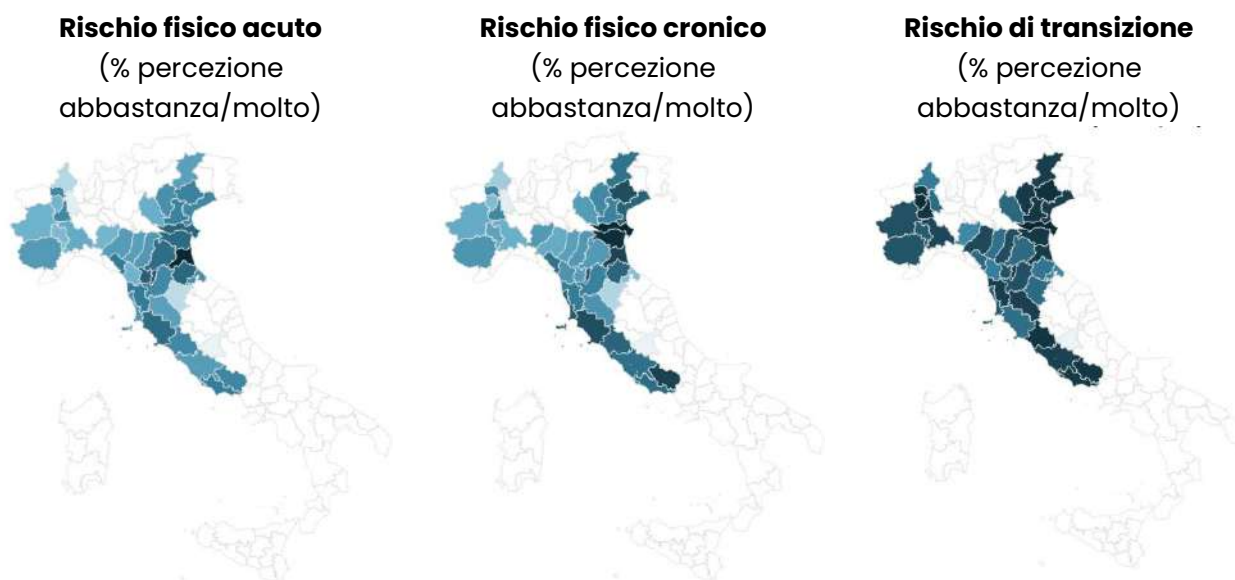 Rischio fisico acuto
(% percezione
abbastanza/molto)
Rischio fisico cronico
(% percezione
abbastanza/molto)
Rischio di transizione
(% percezione
abbastanza/molto)